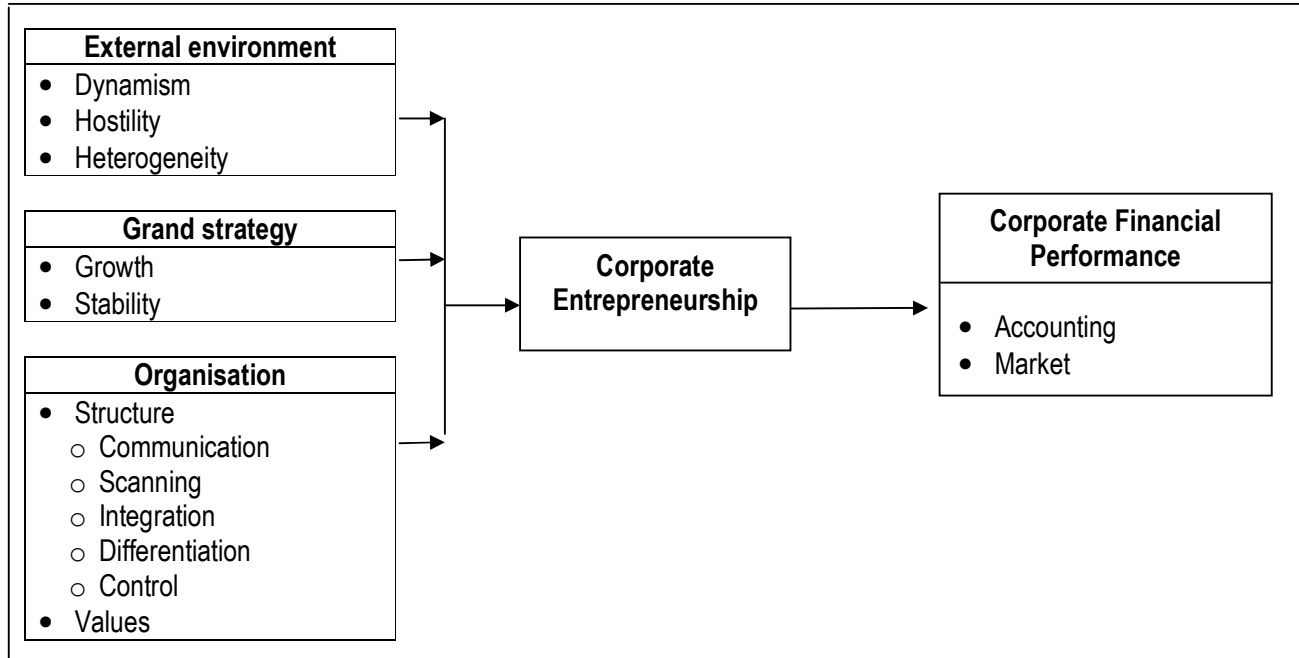 External environment
• Dynamism
• Hostility
• Heterogeneity
Grand strategy
• Growth
• Stability
Organisation
• Structure
o Communication
o Scanning
o Integration
o Differentiation
o Control
• Values
Corporate
Entrepreneurship
Corporate Financial
Performance
• Accounting
• Market